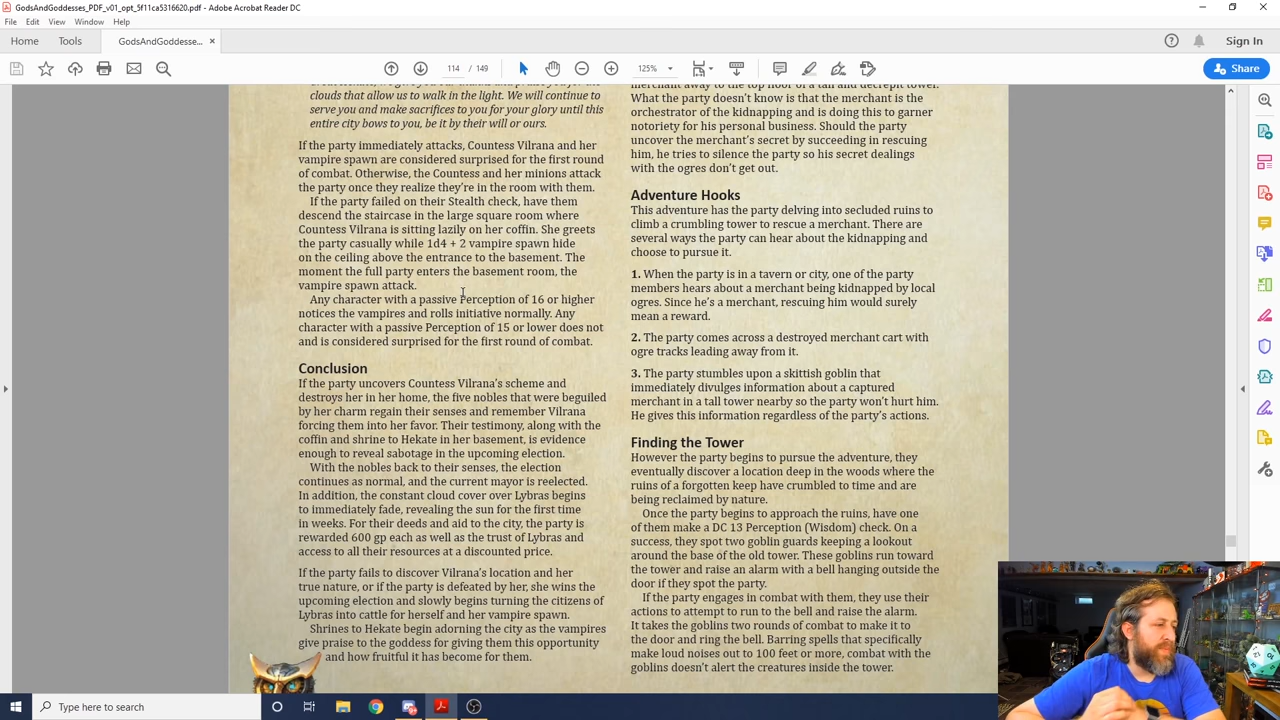 GodsAndGoddesses_PDF_v01_opt_5f11ca5316620.pdf - Adobe Acrobat Reader DC
File Edit View Window Help
Home Tools GodsAndGoddesse... × Sign In
114 / 149 125% Share
clouds that allow us to walk in the light. We will continue to
serve you and make sacrifices to you for your glory until this
entire city bows to you, be it by their will or ours.
If the party immediately attacks, Countess Vilrana and her
vampire spawn are considered surprised for the first round
of combat. Otherwise, the Countess and her minions attack
the party once they realize they're in the room with them.
If the party failed on their Stealth check, have them
descend the staircase in the large square room where
Countess Vilrana is sitting lazily on her coffin. She greets
the party casually while 1d4 + 2 vampire spawn hide
on the ceiling above the entrance to the basement. The
moment the full party enters the basement room, the
vampire spawn attack.
Any character with a passive Perception of 16 or higher
notices the vampires and rolls initiative normally. Any
character with a passive Perception of 15 or lower does not
and is considered surprised for the first round of combat.
Conclusion
If the party uncovers Countess Vilrana's scheme and
destroys her in her home, the five nobles that were beguiled
by her charm regain their senses and remember Vilrana
forcing them into her favor. Their testimony, along with the
coffin and shrine to Hekate in her basement, is evidence
enough to reveal sabotage in the upcoming election.
With the nobles back to their senses, the election
continues as normal, and the current mayor is reelected.
In addition, the constant cloud cover over Lybras begins
to immediately fade, revealing the sun for the first time
in weeks. For their deeds and aid to the city, the party is
rewarded 600 gp each as well as the trust of Lybras and
access to all their resources at a discounted price.
If the party fails to discover Vilrana's location and her
true nature, or if the party is defeated by her, she wins the
upcoming election and slowly begins turning the citizens of
Lybras into cattle for herself and her vampire spawn.
Shrines to Hekate begin adorning the city as the vampires
give praise to the goddess for giving them this opportunity
and how fruitful it has become for them.
merchant away to the top floor of a tall and decrepit tower.
What the party doesn't know is that the merchant is the
orchestrator of the kidnapping and is doing this to garner
notoriety for his personal business. Should the party
uncover the merchant's secret by succeeding in rescuing
him, he tries to silence the party so his secret dealings
with the ogres don't get out.
Adventure Hooks
This adventure has the party delving into secluded ruins to
climb a crumbling tower to rescue a merchant. There are
several ways the party can hear about the kidnapping and
choose to pursue it.
1. When the party is in a tavern or city, one of the party
members hears about a merchant being kidnapped by local
ogres. Since he's a merchant, rescuing him would surely
mean a reward.
2. The party comes across a destroyed merchant cart with
ogre tracks leading away from it.
3. The party stumbles upon a skittish goblin that
immediately divulges information about a captured
merchant in a tall tower nearby so the party won't hurt him.
He gives this information regardless of the party's actions.
Finding the Tower
However the party begins to pursue the adventure, they
eventually discover a location deep in the woods where the
ruins of a forgotten keep have crumbled to time and are
being reclaimed by nature.
Once the party begins to approach the ruins, have one
of them make a DC 13 Perception (Wisdom) check. On a
success, they spot two goblin guards keeping a lookout
around the base of the old tower. These goblins run toward
the tower and raise an alarm with a bell hanging outside the
door if they spot the party.
If the party engages in combat with them, they use their
actions to attempt to run to the bell and raise the alarm.
It takes the goblins two rounds of combat to make it to
the door and ring the bell. Barring spells that specifically
make loud noises out to 100 feet or more, combat with the
goblins doesn't alert the creatures inside the tower.
Type here to search